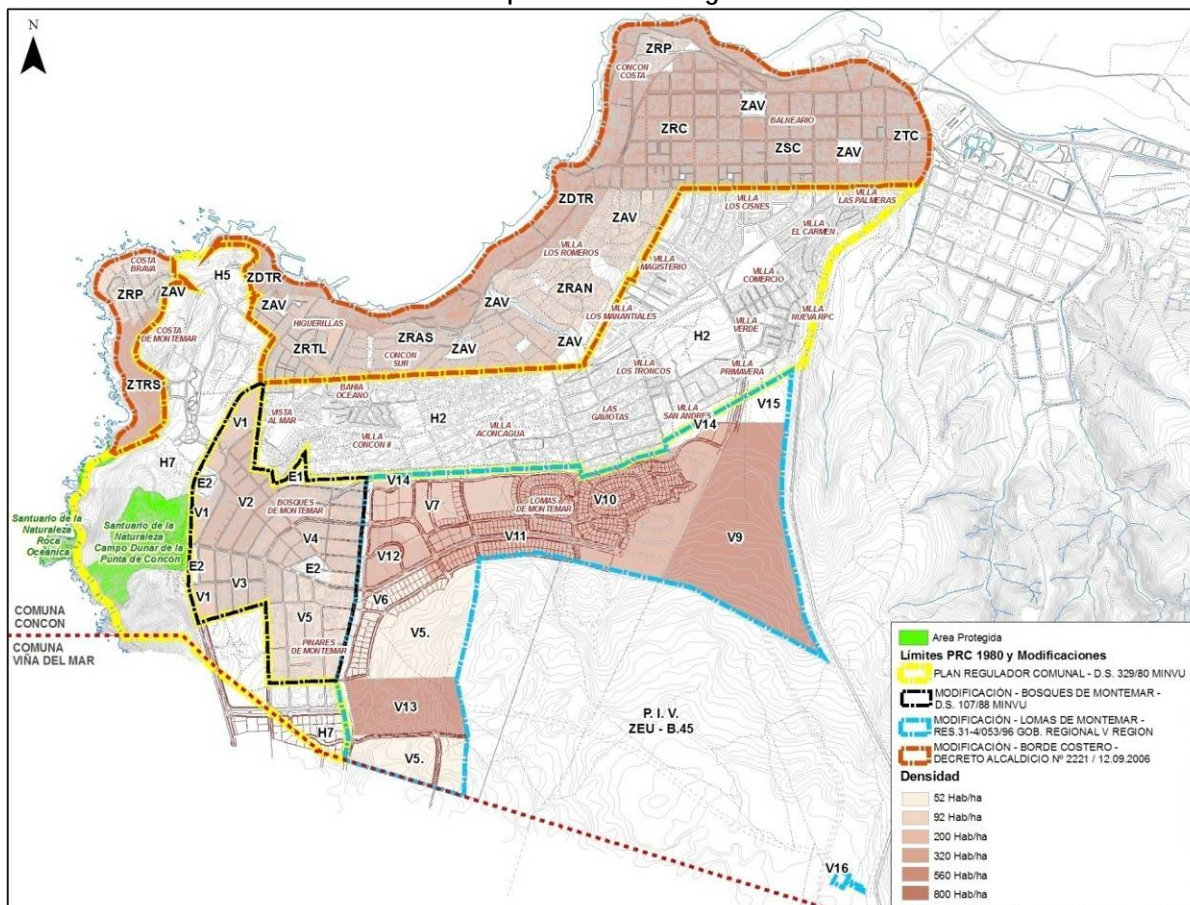 N
ZRP
CONCON
COSTA
ZAV
BALNEARIO
ZRC
ZSC
ZAV
ZTC
ZDTR
ZAV
VILLA
LOS CISNES
VILLA
LAS PALMERAS
VILLA
EL CARMEN
VILLA
LOS ROMEROS
VILLA
MAGISTERIO
VILLA
COMERCIO
COSTA
BRAVA
H5
ZDTR
ZRP
ZAV
ZAV
ZAV
ZRAN
VILLA
LOS MANANTIALES
VILLA
NUEVA RPC
COSTA
DE MONTEMAR
HIGUERILLAS
ZRAS
ZRTL
CONCON
SUR
ZAV
ZAV
VILLA
VERDE
H2
ZTRS
BAHIA
OCEANO
VILLA
LOS TRONCOS
VILLA
PRIMAVERA
V1
VISTA
AL MAR
H2
LAS
GAVIOTAS
VILLA
SAN ANDRES
V15
VILLA
CONCON II
VILLA
ACONCAGUA
V14
H7
E2
E1
V14
V1
V2
BOSQUES
DE MONTEMAR
V7
LOMAS
DE MONTEMAR
V10
Santuario de la
Naturaleza
Roca
Oceánica
Santuario de la
Naturaleza
Campo Dunar de la
Punta de Concón
V4
V11
V9
V12
E2
E2
V3
V6
V1
V5
V5.
COMUNA
CONCON
COMUNA
VIÑA DEL MAR
PINARES
DE MONTEMAR
V13
H7
V5.
P. I. V.
ZEU - B.45
V16
Area Protegida
Límites PRC 1980 y Modificaciones
PLAN REGULADOR COMUNAL - D.S. 329/80 MINVU
MODIFICACIÓN - BOSQUES DE MONTEMAR -
D.S. 107/88 MINVU
MODIFICACIÓN - LOMAS DE MONTEMAR -
RES.31-4/053/96 GOB. REGIONAL V REGION
MODIFICACIÓN - BORDE COSTERO -
DECRETO ALCALDICIO Nº 2221 / 12.09.2006
Densidad
52 Hab/ha
92 Hab/ha
200 Hab/ha
320 Hab/ha
560 Hab/ha
800 Hab/ha